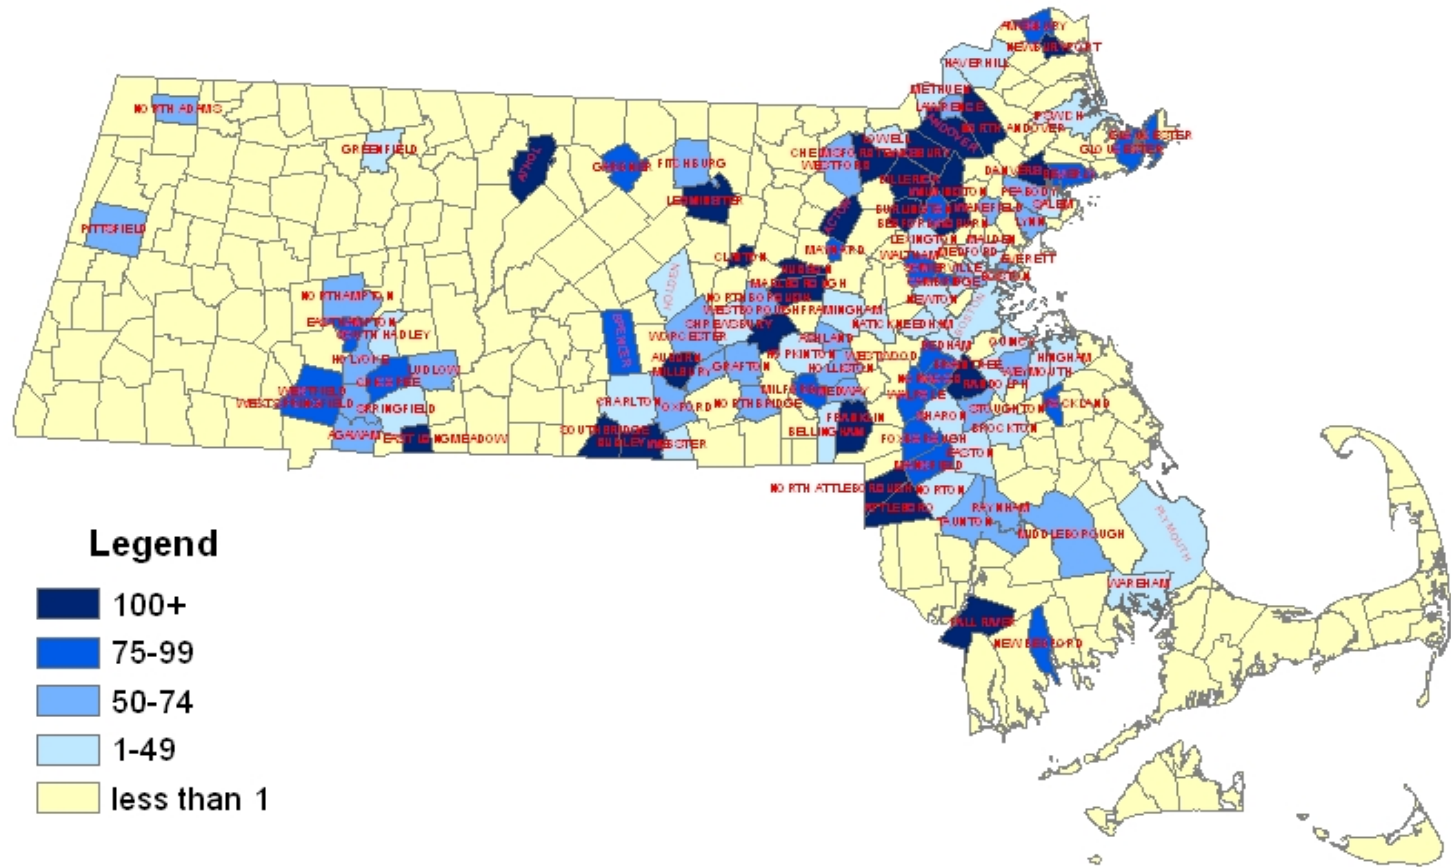 AMESBURY
NEWBURYPORT
HAVERHILL
METHUEN
LAWRENCE
NORTH ADAMS
IPSWICH
ANDOVER
NORTH ANDOVER
GLOUCESTER
LOWELL
GREENFIELD
GLOUCESTER
CHELMSFORD TEWKSBURY
ATHOL
GARDNER
FITCHBURG
WESTFORD
DANVERS
BEVERLY
BILLERICA
WILMINGTON
PEABODY
LEOMINSTER
SALEM
BURLINGTON
WAKEFIELD
ACTON
BEDFORD
WOBURN
LYNN
PITTSFIELD
LEXINGTON
MALDEN
MAYNARD
WALTHAM
MEDFORD
CLINTON
EVERETT
HUDSON
SOMERVILLE
MARLBOROUGH
CAMBRIDGE
HOLDEN
NORTHAMPTON
NORTHBOROUGH
NEWTON
WESTBOROUGH
FRAMINGHAM
BOSTON
EASTHAMPTON
SHREWSBURY
NATICK
NEEDHAM
SOUTH HADLEY
SPENCER
WORCESTER
ASHLAND
DEDHAM
QUINCY
HOLYOKE
AUBURN
HOPKINTON
WESTWOOD
HINGHAM
LUDLOW
MILLBURY
GRAFTON
HOLLISTON
BRAINTREE
WEYMOUTH
CHICOPEE
NORWOOD
RANDOLPH
WESTFIELD
MILFORD
MEDWAY
WALPOLE
WEST SPRINGFIELD
SPRINGFIELD
CHARLTON
OXFORD
NORTHBRIDGE
STOUGHTON
ROCKLAND
FRANKLIN
SHARON
BROCKTON
AGAWAM
EAST LONGMEADOW
SOUTHBRIDGE
DUDLEY
WEBSTER
BELLINGHAM
FOXBOROUGH
EASTON
MANSFIELD
NORTH ATTLEBOROUGH
NORTON
ATTLEBORO
RAYNHAM
TAUNTON
MIDDLEBOROUGH
PLYMOUTH
WAREHAM
FALL RIVER
NEW BEDFORD
Legend
100+
75-99
50-74
1-49
less than 1